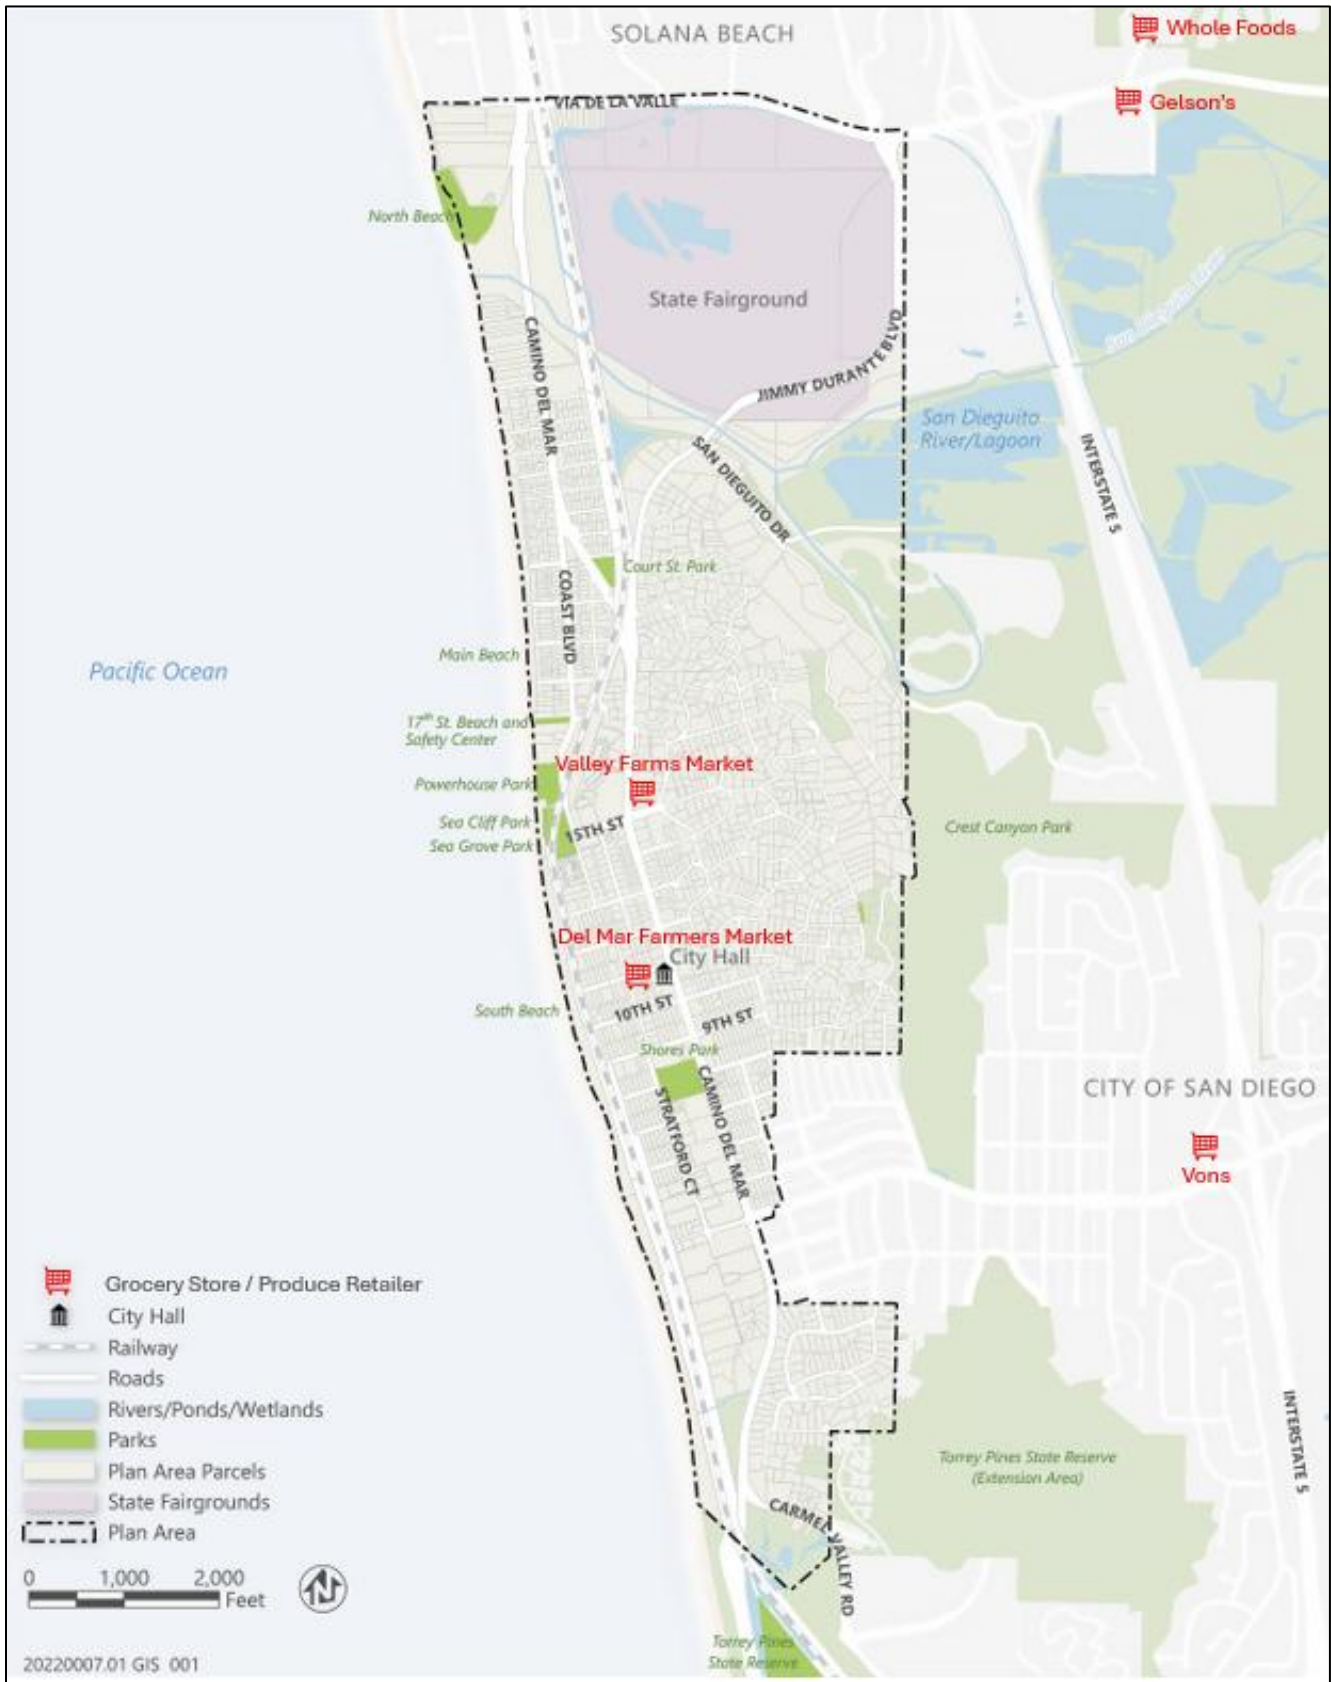 SOLANA BEACH
Whole Foods
Gelson's
VIA DE LA VALLE
North Beach
State Fairground
San Dieguito River
CAMINO DEL MAR
JIMMY DURANTE BLVD
San Dieguito
River/Lagoon
SAN DIEGUITO DR
INTERSTATE 5
Court St. Park
COAST BLVD
Main Beach
Pacific Ocean
17th St. Beach and
Safety Center
Valley Farms Market
Powerhouse Park
Sea Cliff Park
15TH ST
Sea Grove Park
Crest Canyon Park
Del Mar Farmers Market
City Hall
South Beach
10TH ST
9TH ST
Shores Park
CITY OF SAN DIEGO
STRATFORD CT
CAMINO DEL MAR
Vons
INTERSTATE 5
Torrey Pines State Reserve
(Extension Area)
CARMEL VALLEY RD
Torrey Pines
State Reserve
Grocery Store / Produce Retailer
City Hall
Railway
Roads
Rivers/Ponds/Wetlands
Parks
Plan Area Parcels
State Fairgrounds
Plan Area
0 1,000 2,000
Feet
N
20220007.01 GIS 001